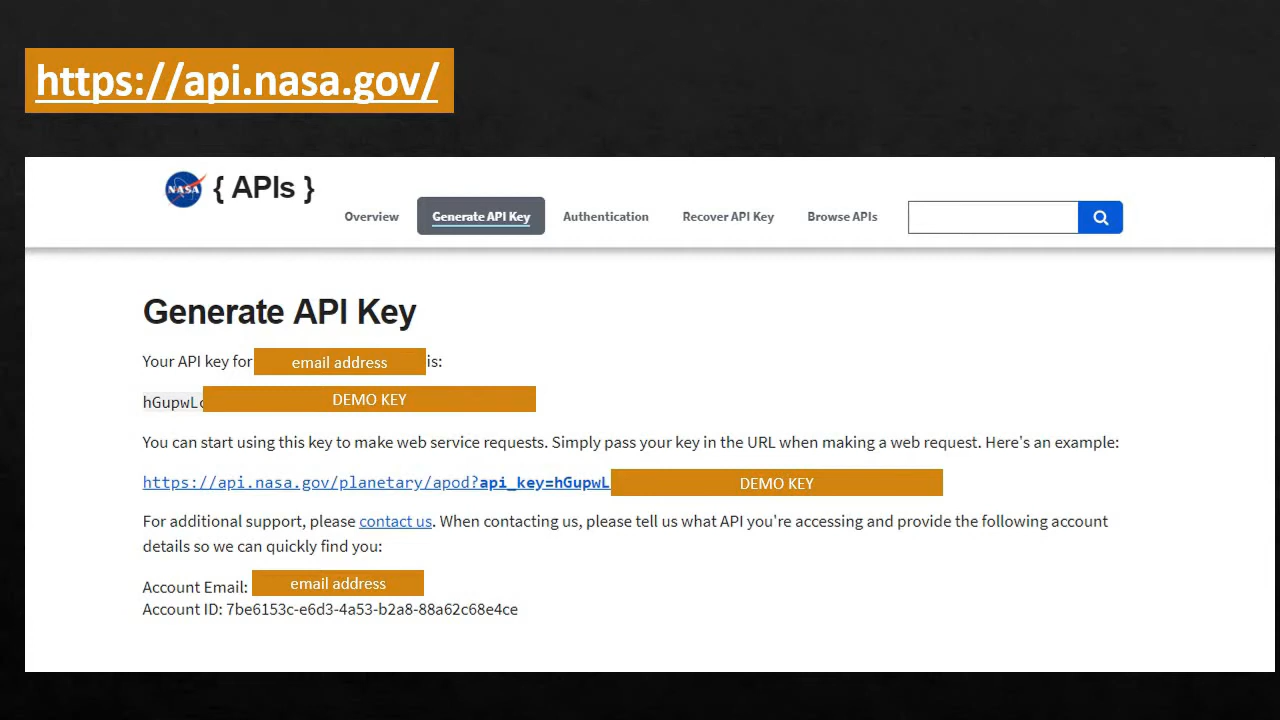 https://api.nasa.gov/
NASA { APIs }
Overview Generate API Key Authentication Recover API Key Browse APIs
Generate API Key
Your API key for email address is:
hGupwLc DEMO KEY
You can start using this key to make web service requests. Simply pass your key in the URL when making a web request. Here's an example:
https://api.nasa.gov/planetary/apod?api_key=hGupwL DEMO KEY
For additional support, please contact us. When contacting us, please tell us what API you're accessing and provide the following account
details so we can quickly find you:
Account Email: email address
Account ID: 7be6153c-e6d3-4a53-b2a8-88a62c68e4ce